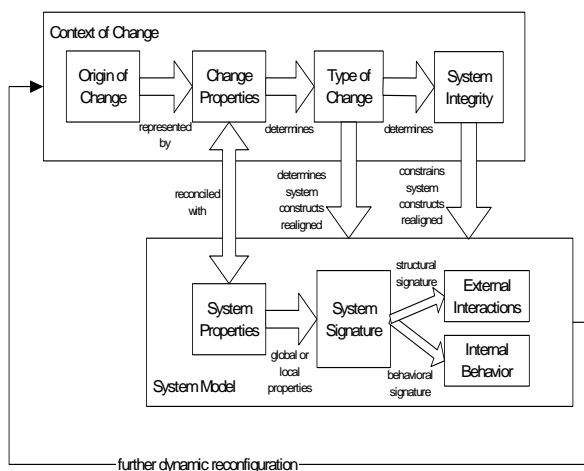 Context of Change
Origin of
Change
Change
Properties
Type of
Change
System
Integrity
represented
by
determines
determines
reconciled
with
determines
system
constructs
realigned
constrains
system
constructs
realigned
System
Properties
System
Signature
structural
signature
External
Interactions
Internal
Behavior
global or
local
properties
behavioral
signature
System Model
further dynamic reconfiguration